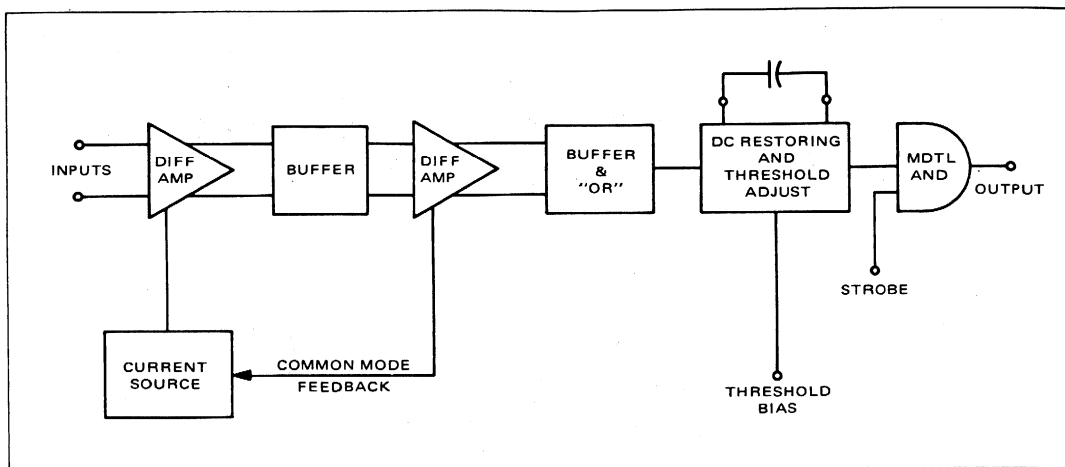 INPUTS
DIFF
AMP
BUFFER
DIFF
AMP
BUFFER
&
"OR"
DC RESTORING
AND
THRESHOLD
ADJUST
MDTL
AND
OUTPUT
STROBE
CURRENT
SOURCE
COMMON MODE
FEEDBACK
THRESHOLD
BIAS